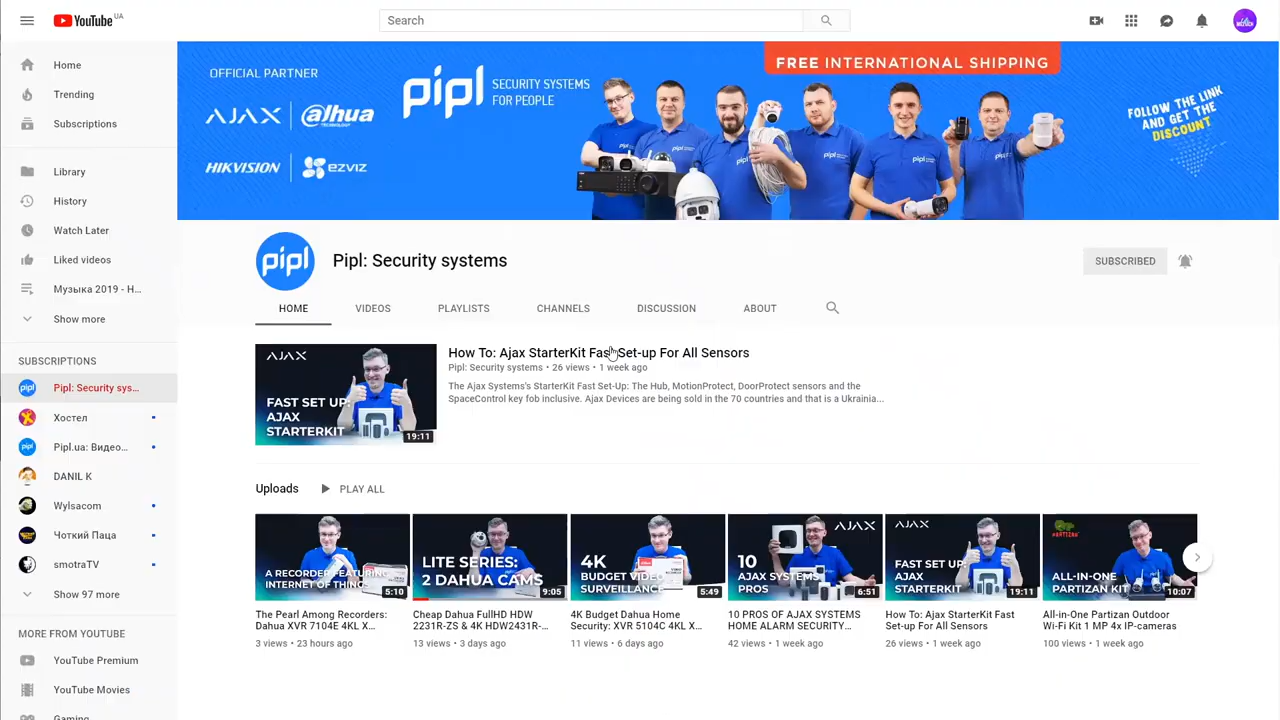 YouTube UA
Search
Home
Trending
Subscriptions
Library
History
Watch Later
Liked videos
Музыка 2019 - Н...
Show more
SUBSCRIPTIONS
Pipl: Security sys...
Хостел
Pipl.ua: Видео...
DANIL K
Wylsacom
Чоткий Паца
smotraTV
Show 97 more
MORE FROM YOUTUBE
YouTube Premium
YouTube Movies
Gaming
OFFICIAL PARTNER
AJAX
alhua
TECHNOLOGY
HIKVISION
ezviz
pipl
SECURITY SYSTEMS
FOR PEOPLE
FREE INTERNATIONAL SHIPPING
FOLLOW THE LINK
AND GET THE
DISCOUNT
pipl
Pipl: Security systems
SUBSCRIBED
HOME
VIDEOS
PLAYLISTS
CHANNELS
DISCUSSION
ABOUT
AJAX
FAST SET UP:
AJAX
STARTERKIT
19:11
How To: Ajax StarterKit Fast Set-up For All Sensors
Pipl: Security systems • 26 views • 1 week ago
The Ajax Systems's StarterKit Fast Set-Up: The Hub, MotionProtect, DoorProtect sensors and the
SpaceControl key fob inclusive. Ajax Devices are being sold in the 70 countries and that is a Ukrainia...
Uploads
PLAY ALL
A RECORDER FEATURING
INTERNET OF THINGS
5:10
The Pearl Among Recorders:
Dahua XVR 7104E 4KL X...
3 views • 23 hours ago
LITE SERIES:
2 DAHUA CAMS
9:05
Cheap Dahua FullHD HDW
2231R-ZS & 4K HDW2431R-...
13 views • 3 days ago
4K
BUDGET VIDEO
SURVEILLANCE
5:49
4K Budget Dahua Home
Security: XVR 5104C 4KL X...
11 views • 6 days ago
AJAX
10
AJAX SYSTEMS
PROS
6:51
10 PROS OF AJAX SYSTEMS
HOME ALARM SECURITY...
42 views • 1 week ago
AJAX
FAST SET UP:
AJAX
STARTERKIT
19:11
How To: Ajax StarterKit Fast
Set-up For All Sensors
26 views • 1 week ago
PARTIZAN
ALL-IN-ONE
PARTIZAN KIT
10:07
All-in-One Partizan Outdoor
Wi-Fi Kit 1 MP 4x IP-cameras
100 views • 1 week ago